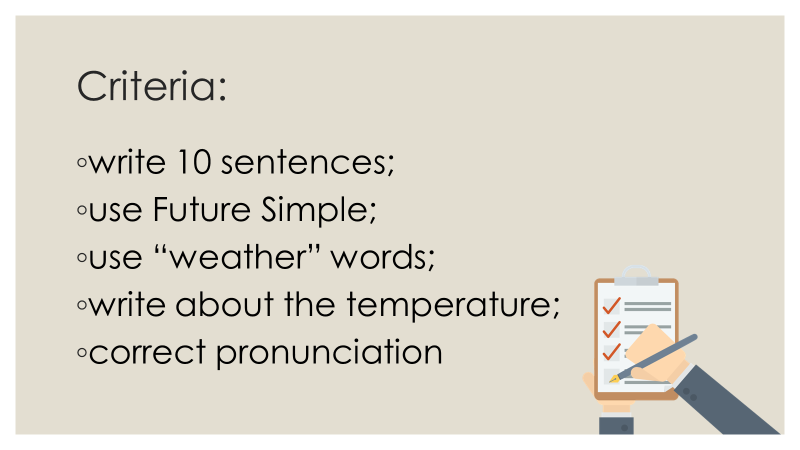 Criteria:
◦write 10 sentences;
◦use Future Simple;
◦use “weather” words;
◦write about the temperature;
◦correct pronunciation